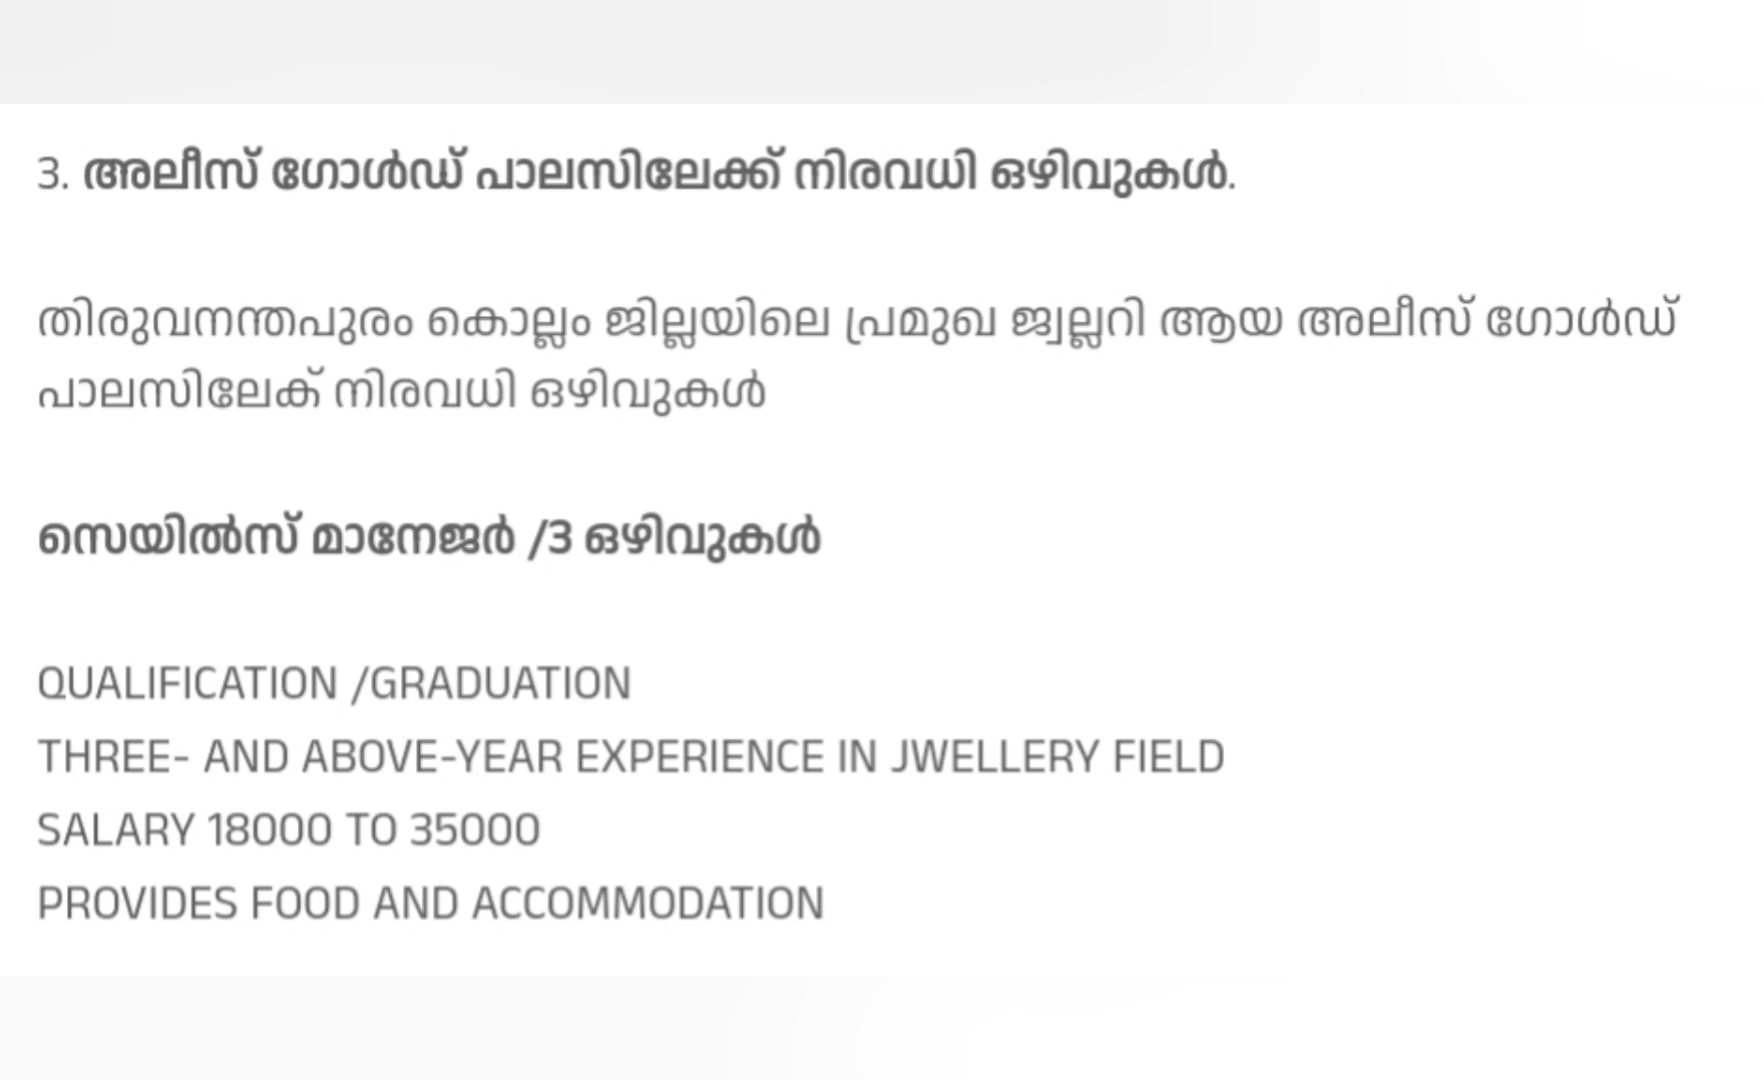 3. അലീസ് ഗോൾഡ് പാലസിലേക്ക് നിരവധി ഒഴിവുകൾ.
തിരുവനന്തപുരം കൊല്ലം ജില്ലയിലെ പ്രമുഖ ജ്വല്ലറി ആയ അലീസ് ഗോൾഡ്
പാലസിലേക് നിരവധി ഒഴിവുകൾ
സെയിൽസ് മാനേജർ /3 ഒഴിവുകൾ
QUALIFICATION /GRADUATION
THREE- AND ABOVE-YEAR EXPERIENCE IN JWELLERY FIELD
SALARY 18000 TO 35000
PROVIDES FOOD AND ACCOMMODATION